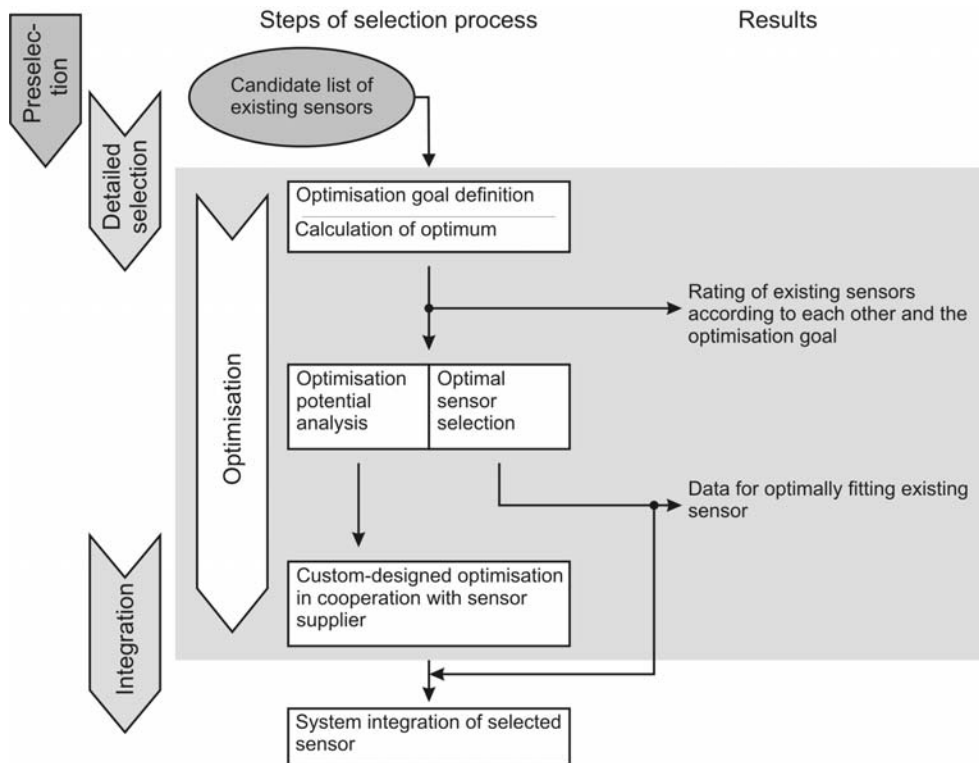 Steps of selection process
Results
Preselec-
tion
Candidate list of
existing sensors
Detailed
selection
Optimisation goal definition
Calculation of optimum
Rating of existing sensors
according to each other and the
optimisation goal
Optimisation
Optimisation
potential
analysis
Optimal
sensor
selection
Data for optimally fitting existing
sensor
Integration
Custom-designed optimisation
in cooperation with sensor
supplier
System integration of selected
sensor